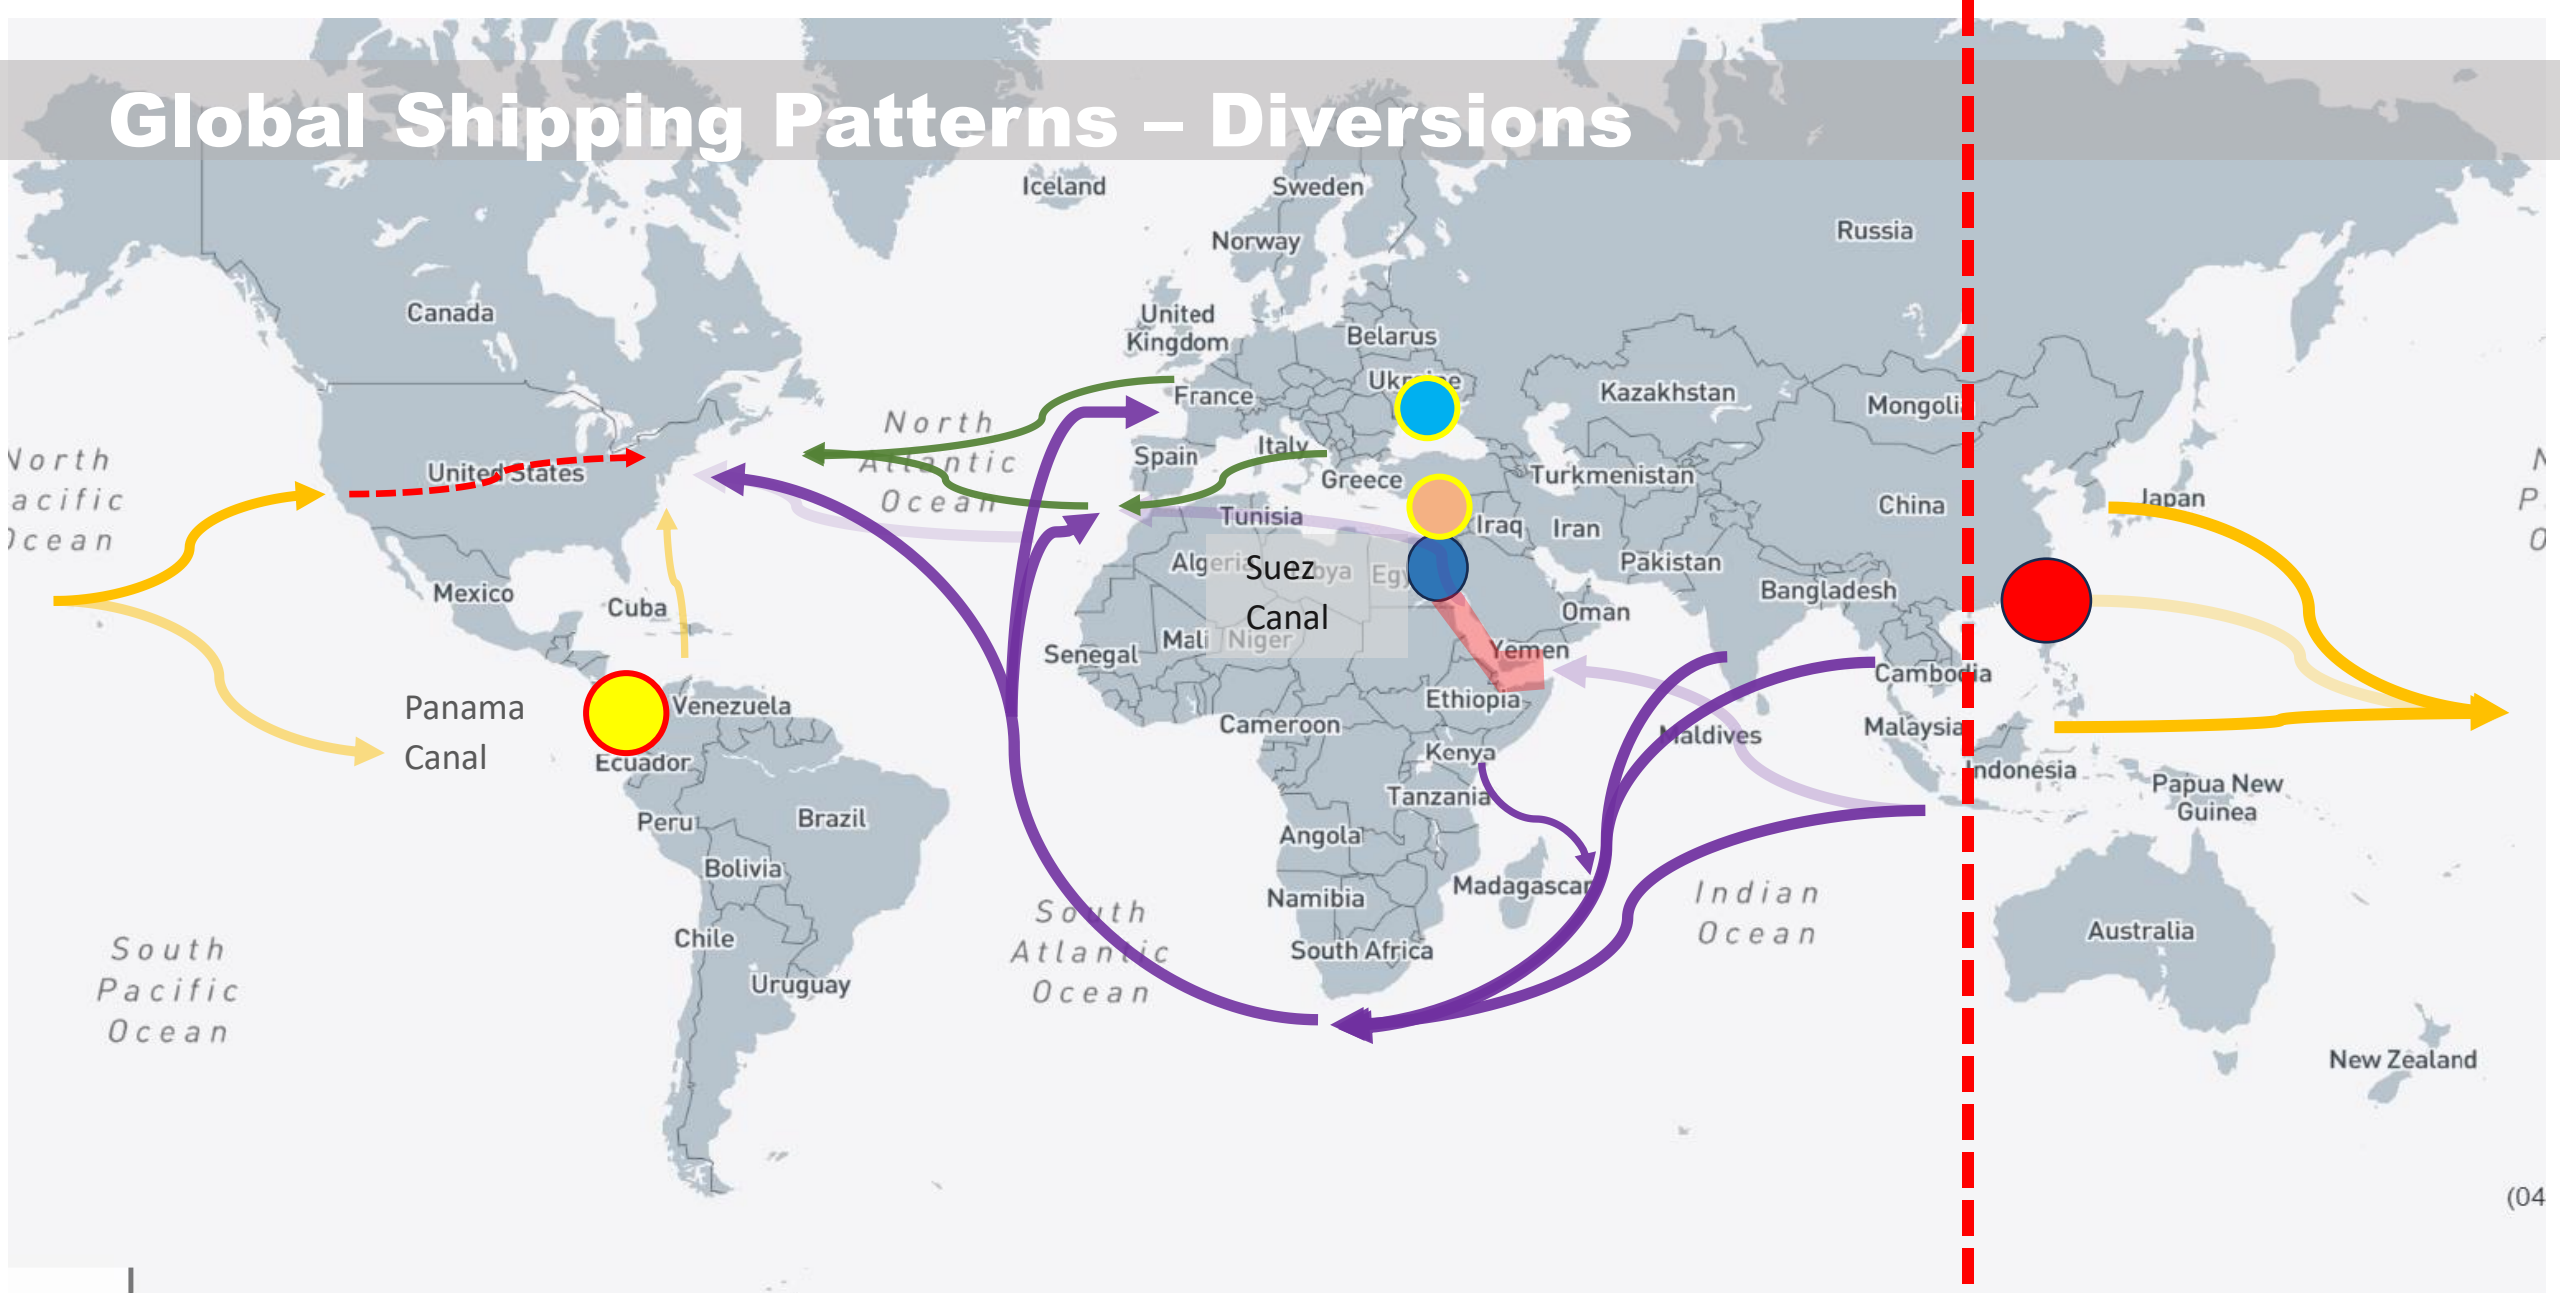 Global Shipping Patterns – Diversions
Iceland
Sweden
Norway
Russia
Canada
United
Kingdom
Belarus
Ukraine
France
Kazakhstan
Mongolia
North
Atlantic
Ocean
Spain
Italy
Greece
Turkmenistan
North
acific
Ocean
United States
China
Japan
Tunisia
Iraq
Iran
Pakistan
Algeria
Suez
Canal
Bangladesh
Mexico
Cuba
Oman
Mali
Niger
Senegal
Yemen
Cambodia
Ethiopia
Panama
Canal
Venezuela
Cameroon
Maldives
Malaysia
Kenya
Ecuador
Indonesia
Papua New
Guinea
Tanzania
Peru
Brazil
Angola
Bolivia
Madagascar
Namibia
Indian
Ocean
South
Atlantic
Ocean
Chile
South Africa
Australia
South
Pacific
Ocean
Uruguay
New Zealand
(04